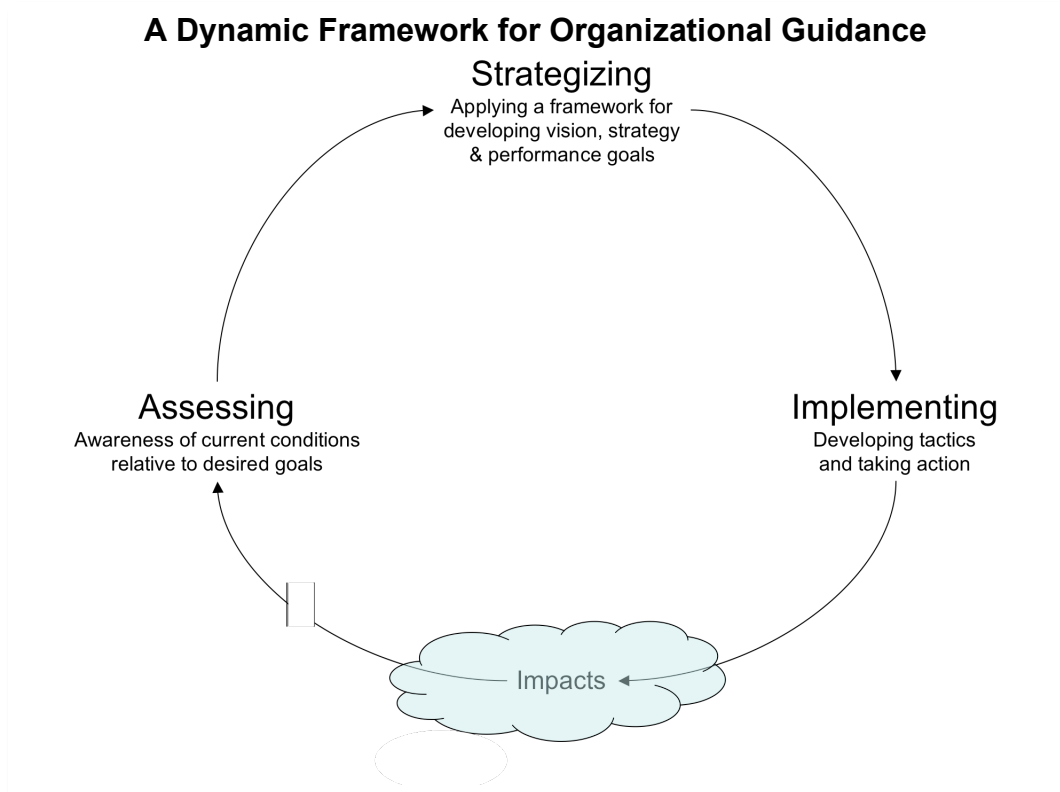 A Dynamic Framework for Organizational Guidance
Strategizing
Applying a framework for
developing vision, strategy
& performance goals
Assessing
Awareness of current conditions
relative to desired goals
Implementing
Developing tactics
and taking action
Impacts